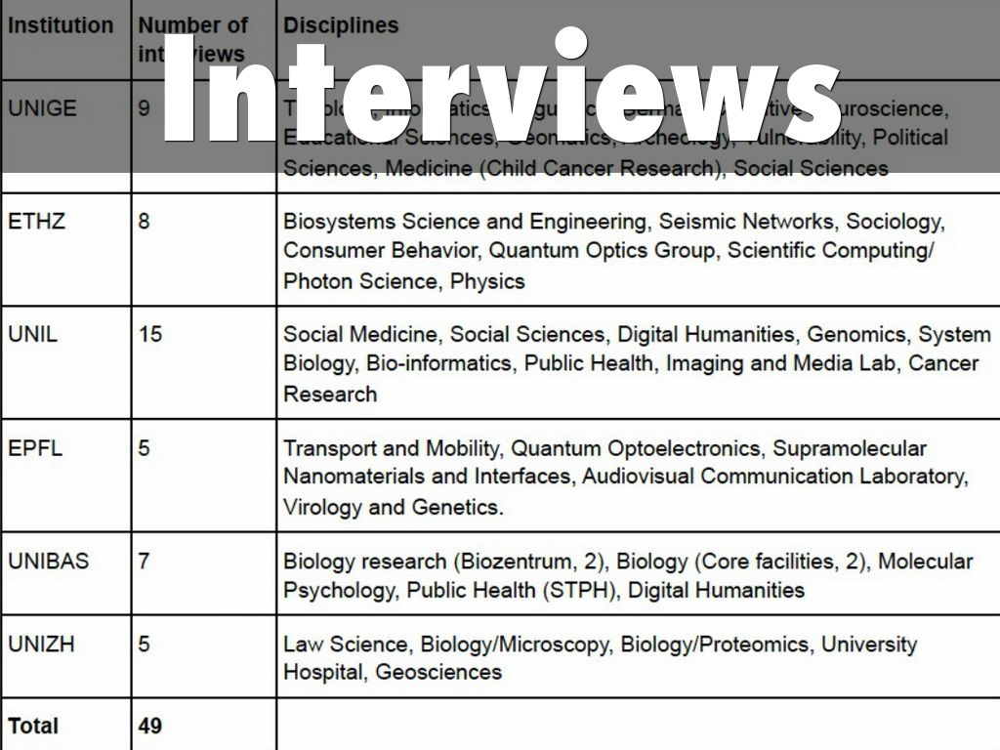 Interviews
Institution
Number of
interviews
Disciplines
UNIGE
9
Neuroscience,
Educational Sciences, Geomatics, Archeology, Vulnerability, Political
Sciences, Medicine (Child Cancer Research), Social Sciences
ETHZ
8
Biosystems Science and Engineering, Seismic Networks, Sociology,
Consumer Behavior, Quantum Optics Group, Scientific Computing/
Photon Science, Physics
UNIL
15
Social Medicine, Social Sciences, Digital Humanities, Genomics, System
Biology, Bio-informatics, Public Health, Imaging and Media Lab, Cancer
Research
EPFL
5
Transport and Mobility, Quantum Optoelectronics, Supramolecular
Nanomaterials and Interfaces, Audiovisual Communication Laboratory,
Virology and Genetics.
UNIBAS
7
Biology research (Biozentrum, 2), Biology (Core facilities, 2), Molecular
Psychology, Public Health (STPH), Digital Humanities
UNIZH
5
Law Science, Biology/Microscopy, Biology/Proteomics, University
Hospital, Geosciences
Total
49